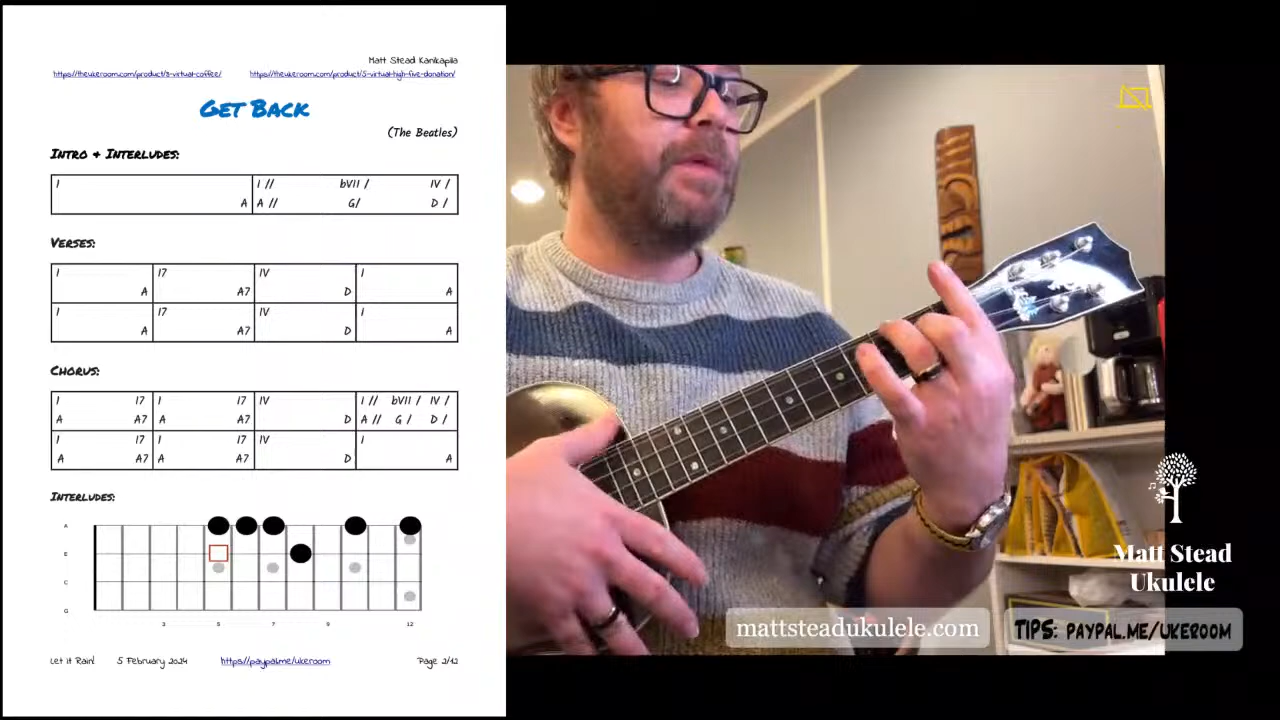 Matt Stead Kanikapila
https://theukeroom.com/product/3-virtual-coffee/ https://theukeroom.com/product/5-virtual-high-five-donation/
Get Back
(The Beatles)
Intro & Interludes:
I I // bVII / IV /
A A // G/ D /
Verses:
I I7 IV I
A A7 D A
I I7 IV I
A A7 D A
Chorus:
I I7 I I7 IV I // bVII / IV /
A A7 A A7 D A // G / D /
I I7 I I7 IV I
A A7 A A7 D A
Interludes:
A
E
C
G
3 5 7 9 12
Let it Rain! 5 February 2024 https://paypal.me/ukeroom Page 2/42
Matt Stead
Ukulele
mattsteadukulele.com
TIPS: PAYPAL.ME/UKEROOM